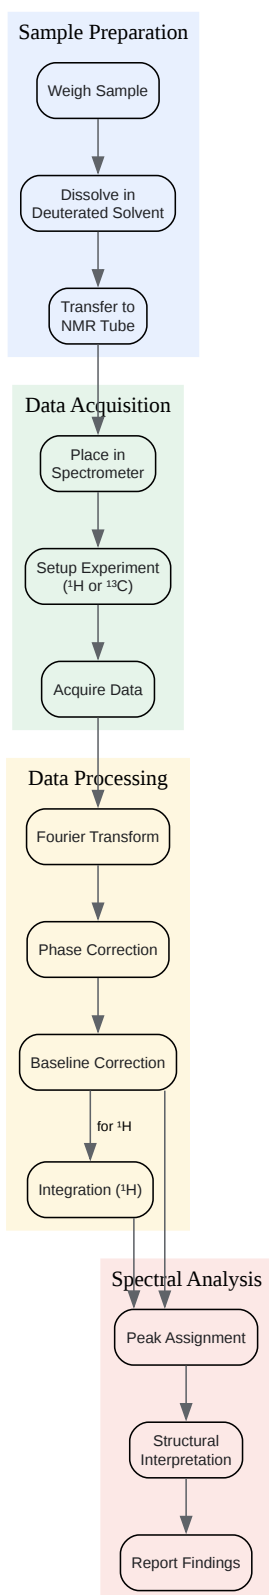 Sample Preparation
Weigh Sample
Dissolve in
Deuterated Solvent
Transfer to
NMR Tube
Data Acquisition
Place in
Spectrometer
Setup Experiment
(¹H or ¹³C)
Acquire Data
Data Processing
Fourier Transform
Phase Correction
Baseline Correction
for ¹H
Integration (¹H)
Spectral Analysis
Peak Assignment
Structural
Interpretation
Report Findings